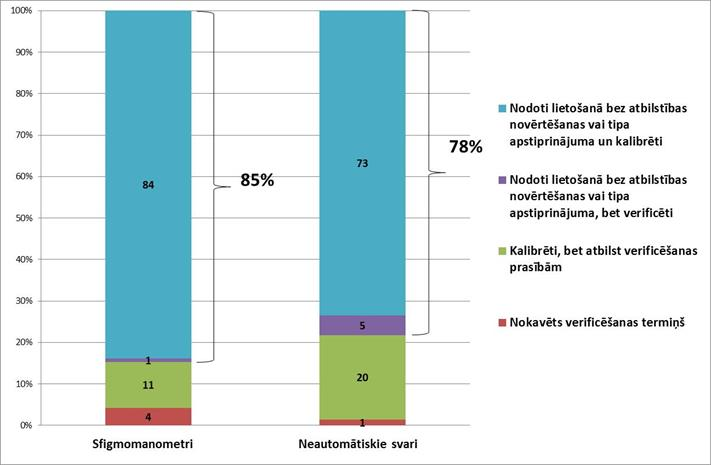 100%
90%
80%
70%
60%
50%
40%
30%
20%
10%
0%
84
1
11
4
85%
73
5
20
1
78%
Sfigmomanometri
Neautomātiskie svari
Nodoti lietošanā bez atbilstības
novērtēšanas vai tipa
apstiprinājuma un kalibrēti
Nodoti lietošanā bez atbilstības
novērtēšanas vai tipa
apstiprinājuma, bet verificēti
Kalibrēti, bet atbilst verificēšanas
prasībām
Nokavēts verificēšanas termiņš